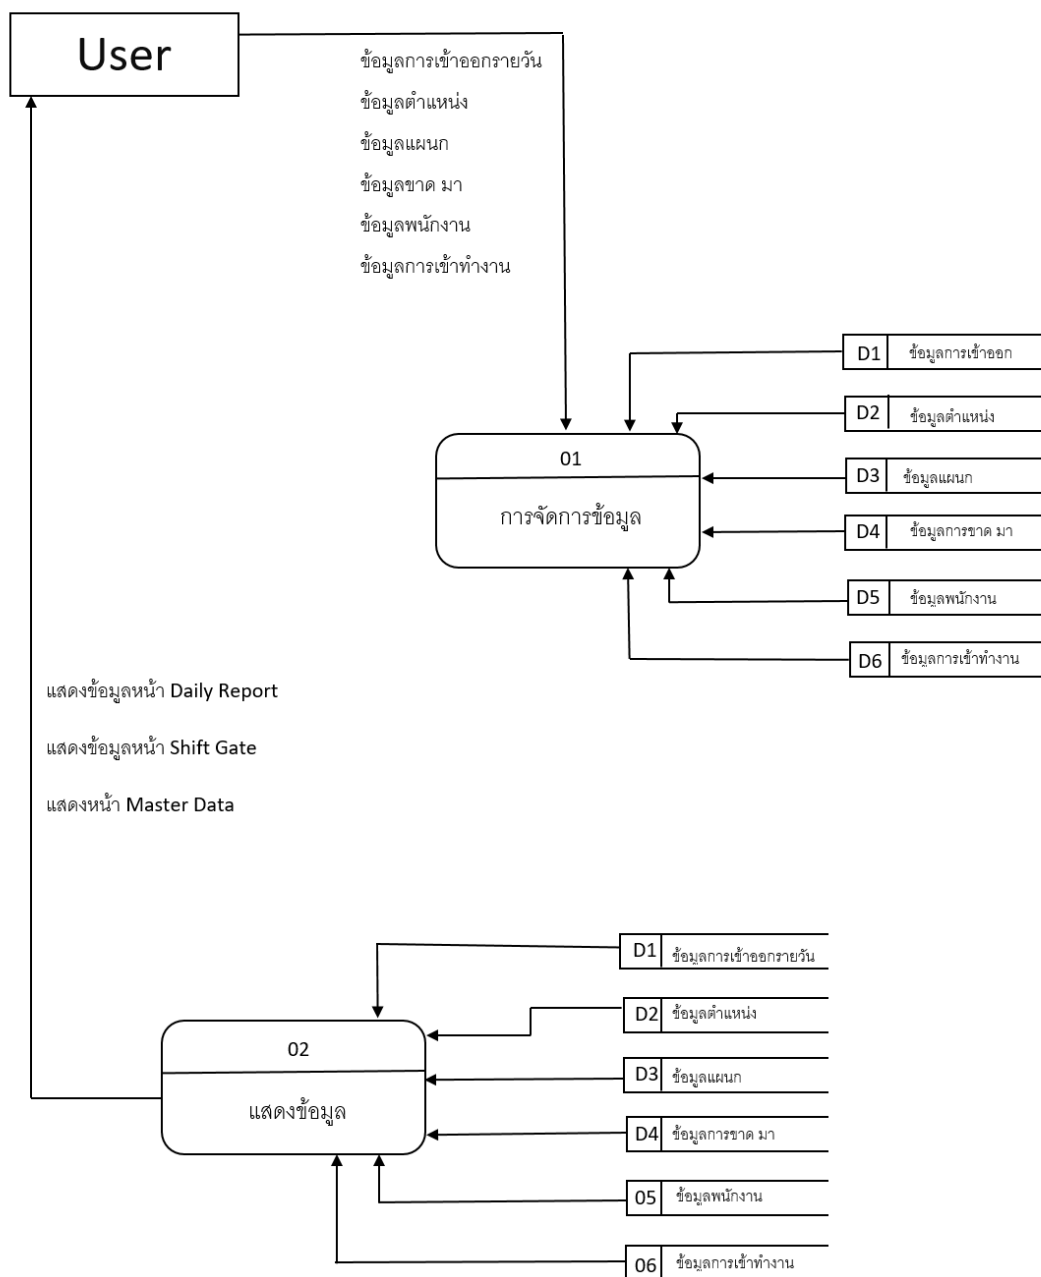 User
ข้อมูลการเข้าออกรายวัน
ข้อมูลตำแหน่ง
ข้อมูลแผนก
ข้อมูลขาด มา
ข้อมูลพนักงาน
ข้อมูลการเข้าทำงาน
D1 ข้อมูลการเข้าออก
D2 ข้อมูลตำแหน่ง
D3 ข้อมูลแผนก
D4 ข้อมูลการขาด มา
D5 ข้อมูลพนักงาน
D6 ข้อมูลการเข้าทำงาน
01
การจัดการข้อมูล
แสดงข้อมูลหน้า Daily Report
แสดงข้อมูลหน้า Shift Gate
แสดงหน้า Master Data
D1 ข้อมูลการเข้าออกรายวัน
D2 ข้อมูลตำแหน่ง
D3 ข้อมูลแผนก
D4 ข้อมูลการขาด มา
05 ข้อมูลพนักงาน
06 ข้อมูลการเข้าทำงาน
02
แสดงข้อมูล